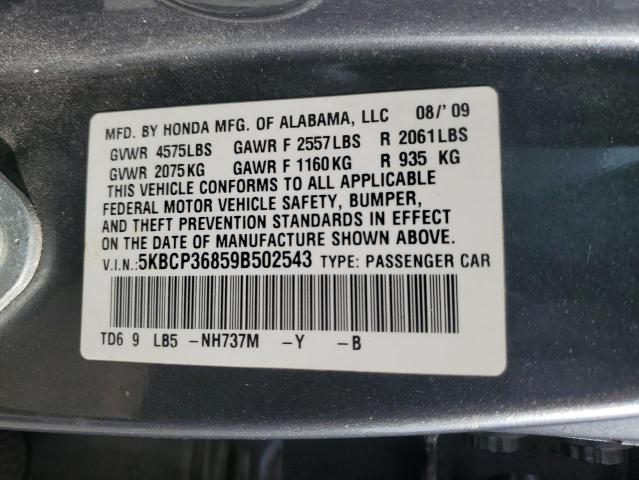 MFD. BY HONDA MFG. OF ALABAMA, LLC 08/'09
GVWR 4575LBS GAWR F 2557LBS R 2061LBS
GVWR 2075KG GAWR F 1160KG R 935 KG
THIS VEHICLE CONFORMS TO ALL APPLICABLE
FEDERAL MOTOR VEHICLE SAFETY, BUMPER,
AND THEFT PREVENTION STANDARDS IN EFFECT
ON THE DATE OF MANUFACTURE SHOWN ABOVE.
V.I.N.:5KBCP36859B502543 TYPE: PASSENGER CAR
TD6 9 LB5 -NH737M -Y -B